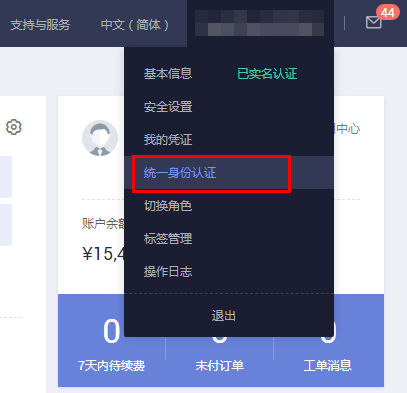 支持与服务 中文（简体） 44
基本信息 已实名认证
安全设置
我的凭证 中心
统一身份认证
切换角色
账户余
标签管理
¥15,4
操作日志
退出
0 0
7天内待续费 未付订单 工单消息